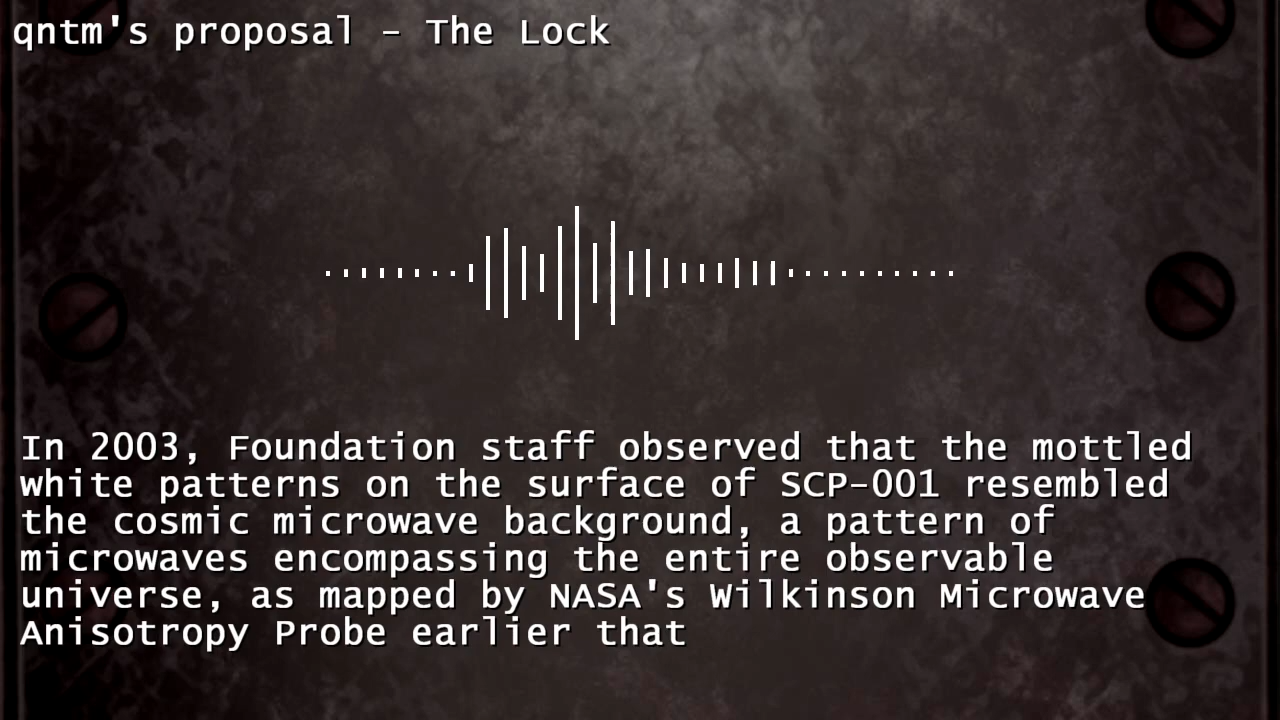 qntm's proposal - The Lock
In 2003, Foundation staff observed that the mottled
white patterns on the surface of SCP-001 resembled
the cosmic microwave background, a pattern of
microwaves encompassing the entire observable
universe, as mapped by NASA's Wilkinson Microwave
Anisotropy Probe earlier that